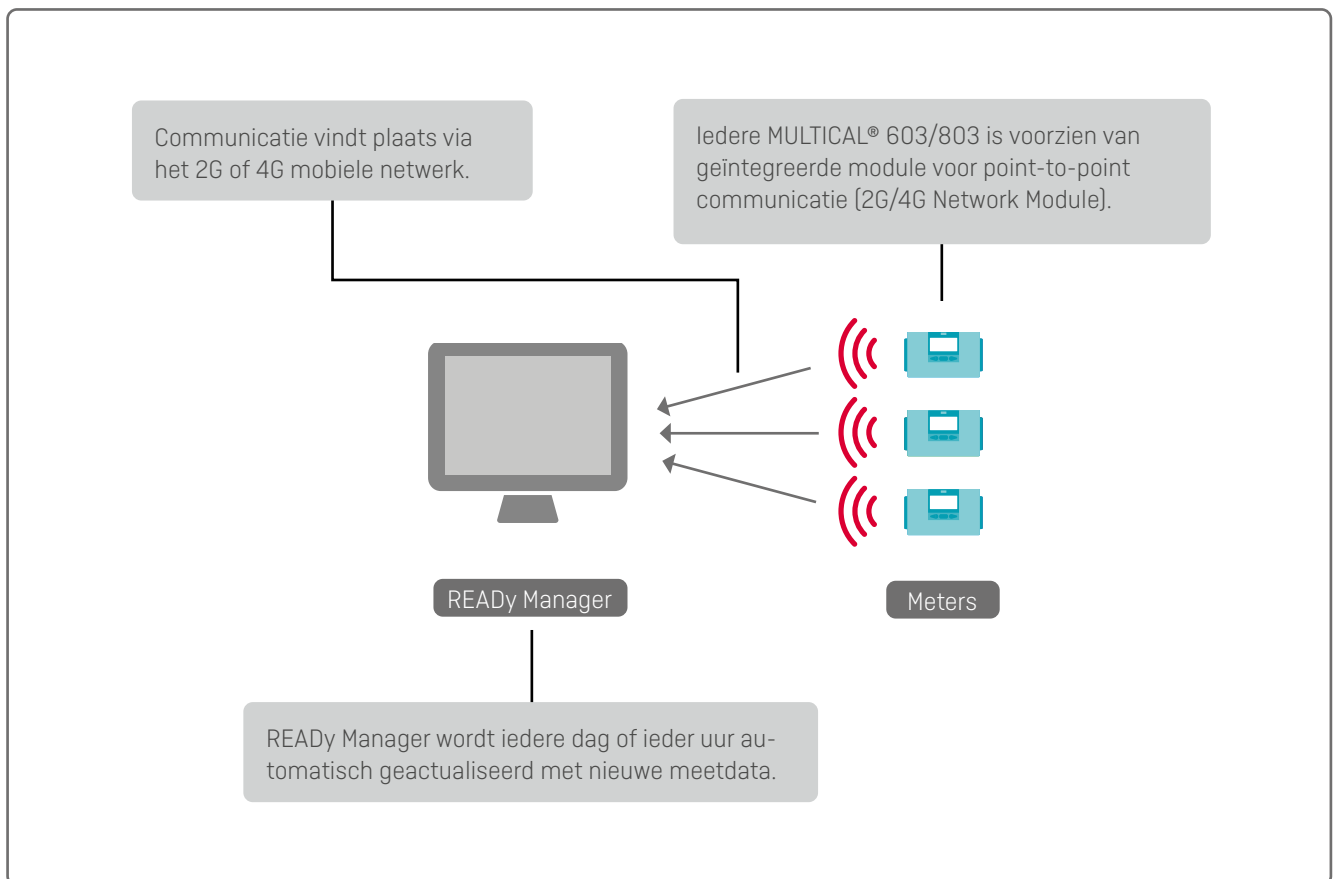 Communicatie vindt plaats via
het 2G of 4G mobiele netwerk.
Iedere MULTICAL® 603/803 is voorzien van
geïntegreerde module voor point-to-point
communicatie (2G/4G Network Module).
READy Manager
Meters
READy Manager wordt iedere dag of ieder uur au-
tomatisch geactualiseerd met nieuwe meetdata.